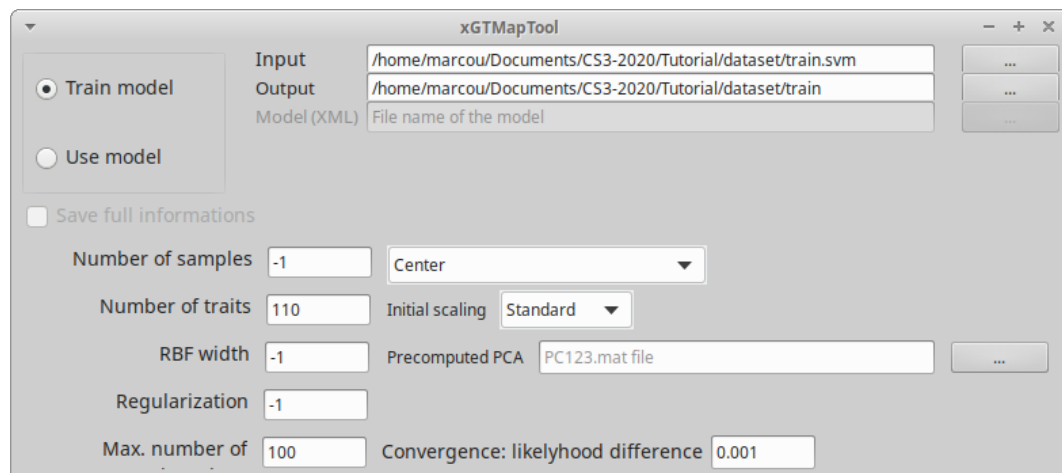 xGTMapTool
Input /home/marcou/Documents/CS3-2020/Tutorial/dataset/train.svm ...
Train model
Output /home/marcou/Documents/CS3-2020/Tutorial/dataset/train ...
Model (XML) File name of the model ...
Use model
Save full informations
Number of samples -1 Center
Number of traits 110 Initial scaling Standard
RBF width -1 Precomputed PCA PC123.mat file ...
Regularization -1
Max. number of 100 Convergence: likelyhood difference 0.001